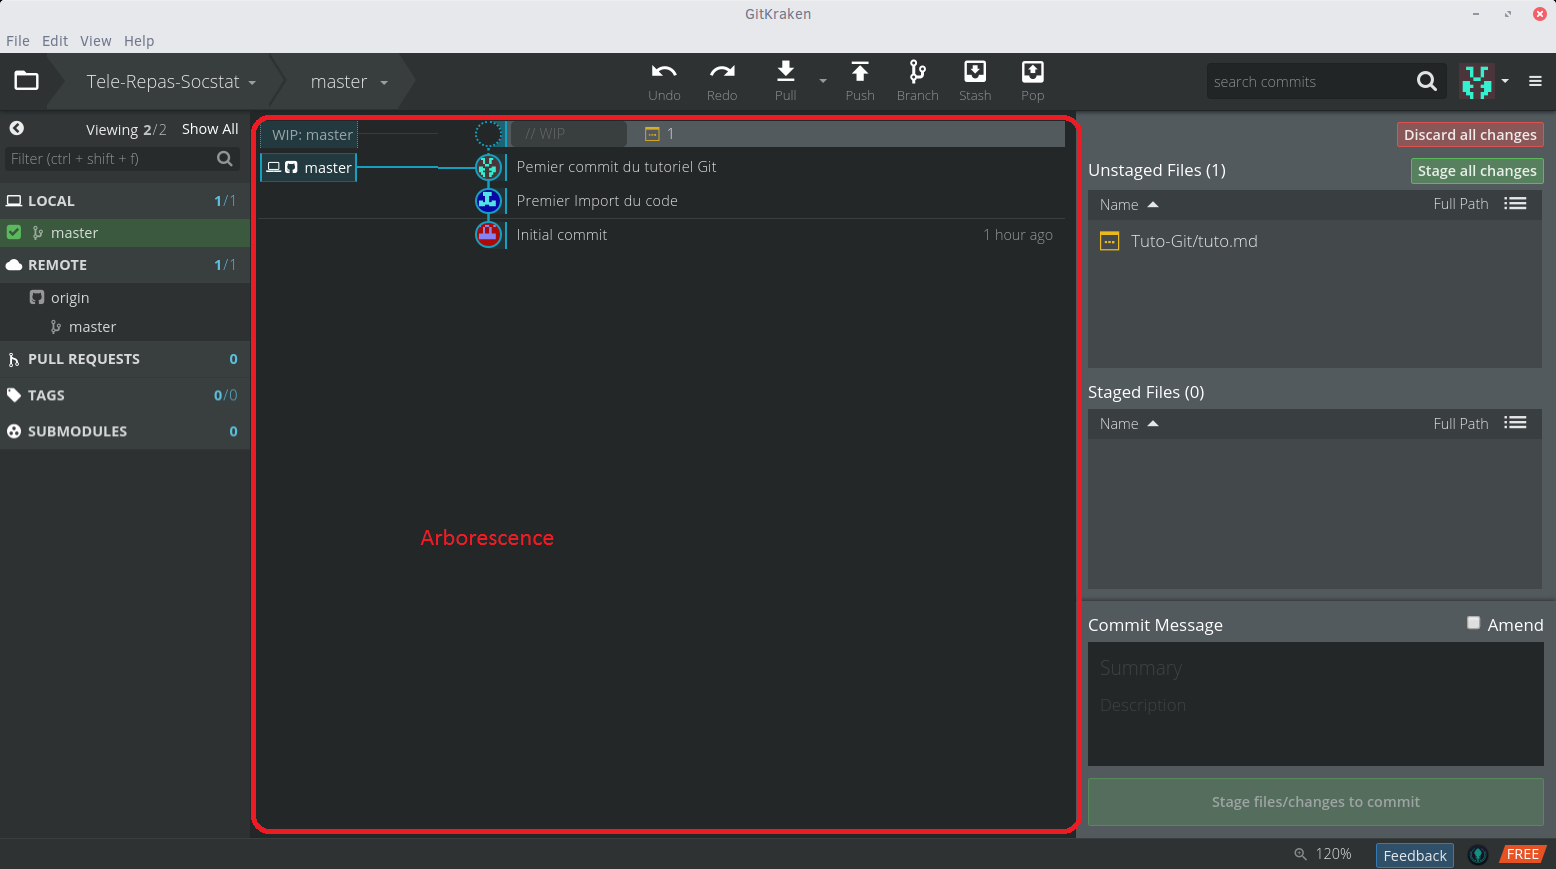 GitKraken
File Edit View Help
Tele-Repas-Socstat master
Undo Redo Pull Push Branch Stash Pop
search commits
Viewing 2/2 Show All
Filter (ctrl + shift + f)
LOCAL 1/1
master
REMOTE 1/1
origin
master
PULL REQUESTS 0
TAGS 0/0
SUBMODULES 0
WIP: master // WIP 1
master Pemier commit du tutoriel Git
Premier Import du code
Initial commit 1 hour ago
Arborescence
Discard all changes
Unstaged Files (1) Stage all changes
Name Full Path
Tuto-Git/tuto.md
Staged Files (0)
Name Full Path
Commit Message Amend
Summary
Description
Stage files/changes to commit
120% Feedback FREE